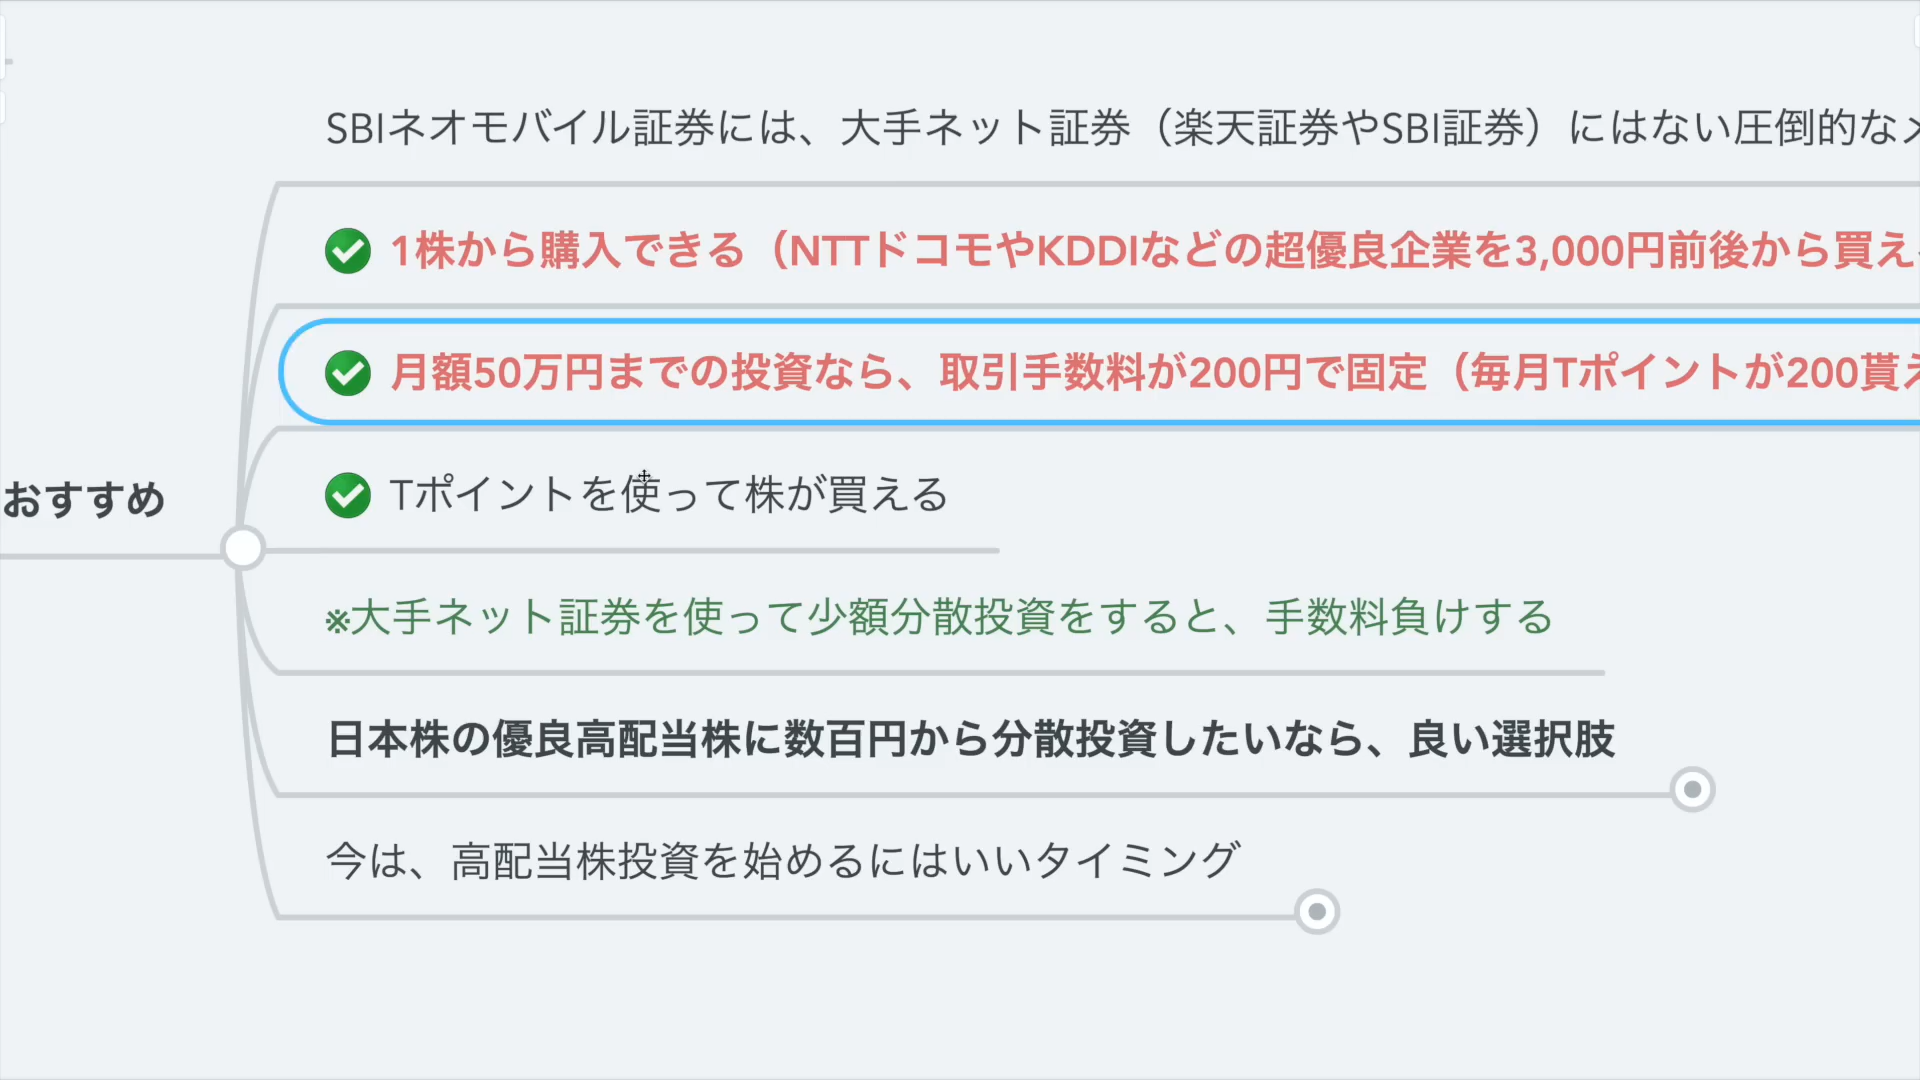 SBIネオモバイル証券には、大手ネット証券（楽天証券やSBI証券）にはない圧倒的な
1株から購入できる（NTTドコモやKDDIなどの超優良企業を3,000円前後から買え
月額50万円までの投資なら、取引手数料が200円で固定（毎月Tポイントが200貰え
おすすめ
Tポイントを使って株が買える
※大手ネット証券を使って少額分散投資をすると、手数料負けする
日本株の優良高配当株に数百円から分散投資したいなら、良い選択肢
今は、高配当株投資を始めるにはいいタイミング